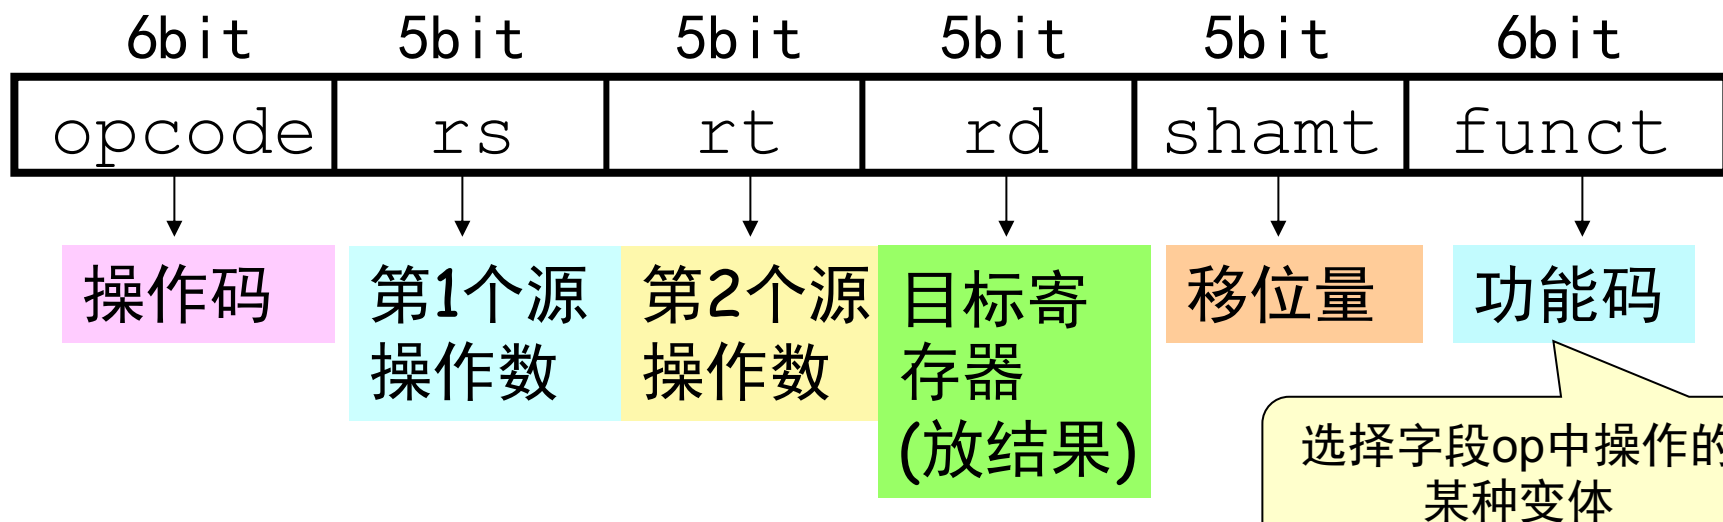 6bit 5bit 5bit 5bit 5bit 6bit
opcode rs rt rd shamt funct
操作码
第1个源
操作数
第2个源
操作数
目标寄
存器
(放结果)
移位量
功能码
选择字段op中操作的
某种变体